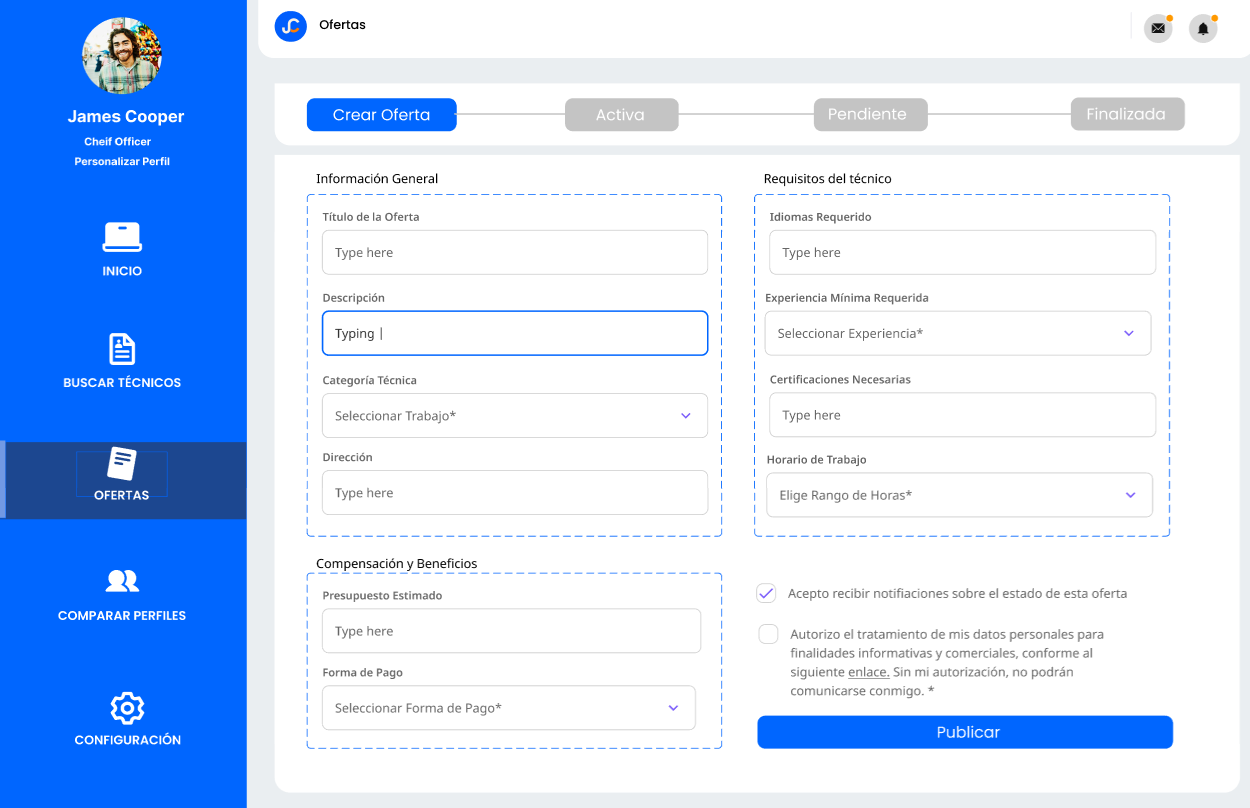 James Cooper
Cheif Officer
Personalizar Perfil
INICIO
BUSCAR TÉCNICOS
OFERTAS
COMPARAR PERFILES
CONFIGURACIÓN
JC
Ofertas
Crear Oferta
Activa
Pendiente
Finalizada
Información General
Título de la Oferta
Type here
Descripción
Typing |
Categoría Técnica
Seleccionar Trabajo*
Dirección
Type here
Requisitos del técnico
Idiomas Requerido
Type here
Experiencia Mínima Requerida
Seleccionar Experiencia*
Certificaciones Necesarias
Type here
Horario de Trabajo
Elige Rango de Horas*
Compensación y Beneficios
Presupuesto Estimado
Type here
Forma de Pago
Seleccionar Forma de Pago*
Acepto recibir notifiaciones sobre el estado de esta oferta
Autorizo el tratamiento de mis datos personales para
finalidades informativas y comerciales, conforme al
siguiente enlace. Sin mi autorización, no podrán
comunicarse conmigo. *
Publicar